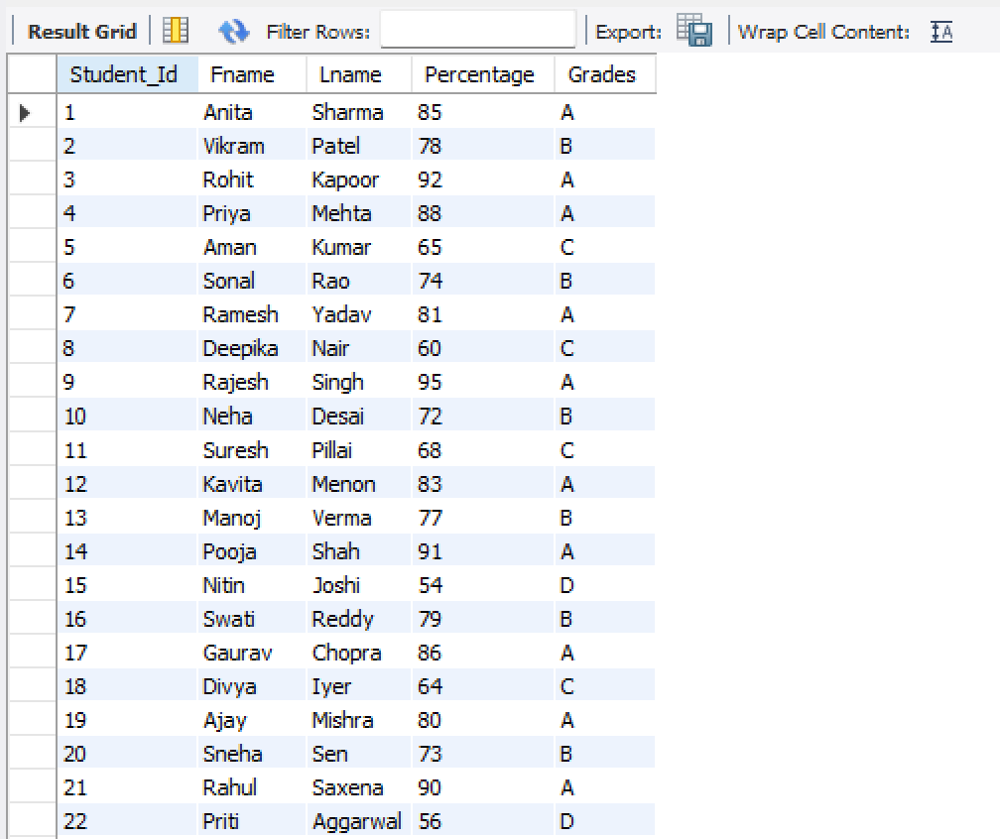 Result Grid Filter Rows: Export: Wrap Cell Content: IA
Student_Id Fname Lname Percentage Grades
1 Anita Sharma 85 A
2 Vikram Patel 78 B
3 Rohit Kapoor 92 A
4 Priya Mehta 88 A
5 Aman Kumar 65 C
6 Sonal Rao 74 B
7 Ramesh Yadav 81 A
8 Deepika Nair 60 C
9 Rajesh Singh 95 A
10 Neha Desai 72 B
11 Suresh Pillai 68 C
12 Kavita Menon 83 A
13 Manoj Verma 77 B
14 Pooja Shah 91 A
15 Nitin Joshi 54 D
16 Swati Reddy 79 B
17 Gaurav Chopra 86 A
18 Divya Iyer 64 C
19 Ajay Mishra 80 A
20 Sneha Sen 73 B
21 Rahul Saxena 90 A
22 Priti Aggarwal 56 D